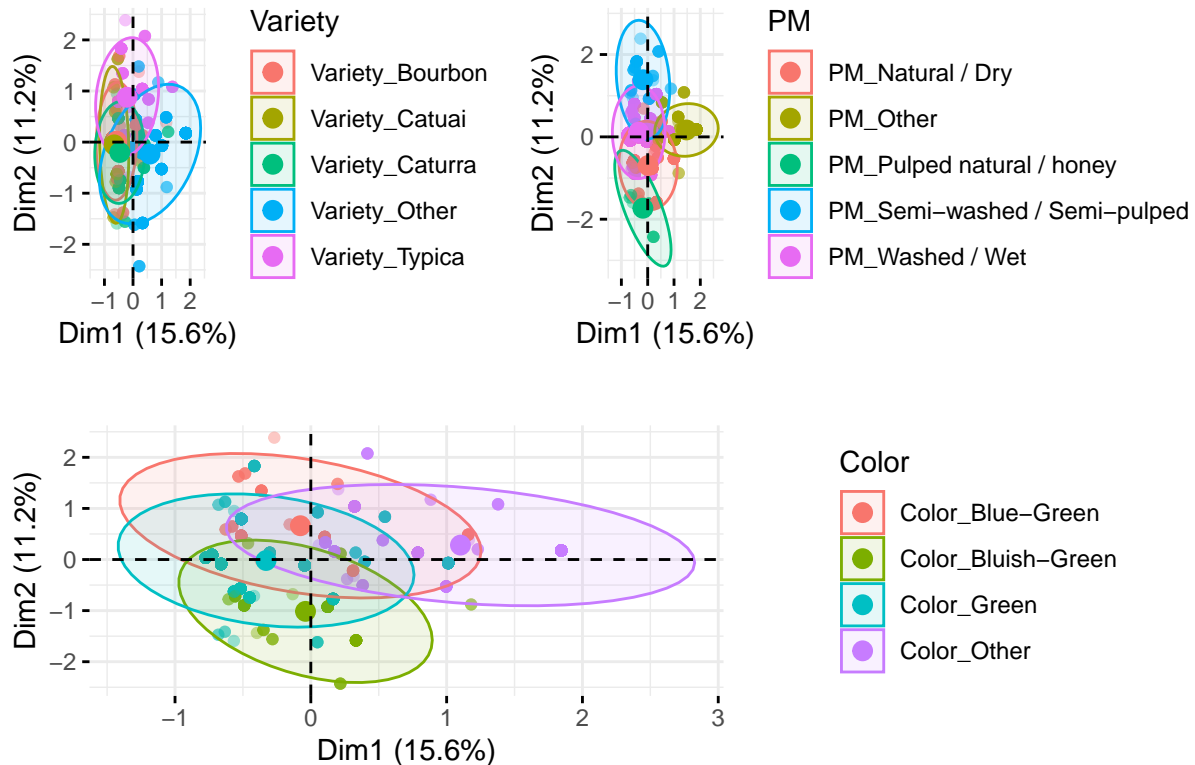 Variety
Dim2 (11.2%)
2
1
0
−1
−2
−1 0 1 2
Dim1 (15.6%)
Variety_Bourbon
Variety_Catuai
Variety_Caturra
Variety_Other
Variety_Typica
PM
Dim2 (11.2%)
2
0
−2
−1 0 1 2
Dim1 (15.6%)
PM_Natural / Dry
PM_Other
PM_Pulped natural / honey
PM_Semi−washed / Semi−pulped
PM_Washed / Wet
Dim2 (11.2%)
2
1
0
−1
−2
−1 0 1 2 3
Dim1 (15.6%)
Color
Color_Blue−Green
Color_Bluish−Green
Color_Green
Color_Other